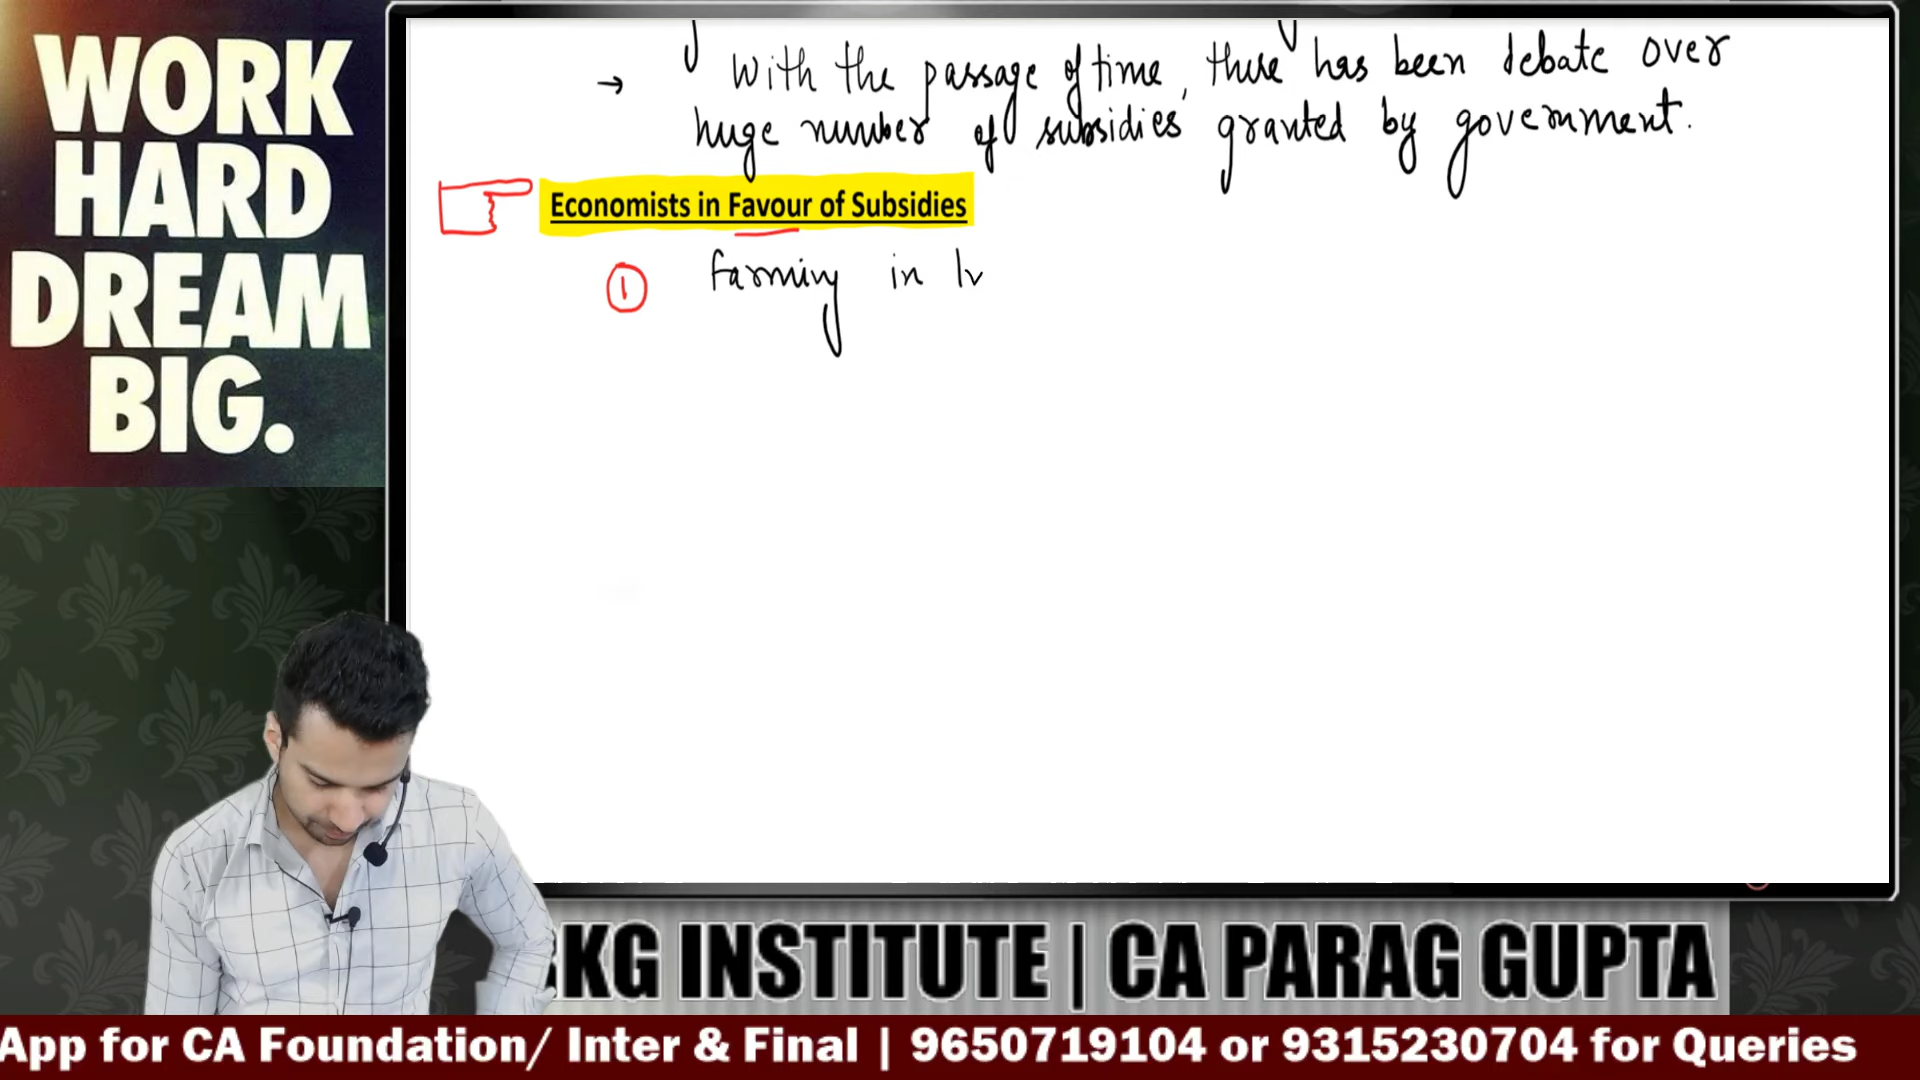 WORK
HARD
DREAM
BIG.
→ With the passage of time, there has been debate over
huge number of subsidies granted by government.
Economists in Favour of Subsidies
1 Farming in
KG INSTITUTE | CA PARAG GUPTA
App for CA Foundation/ Inter & Final | 9650719104 or 9315230704 for Queries